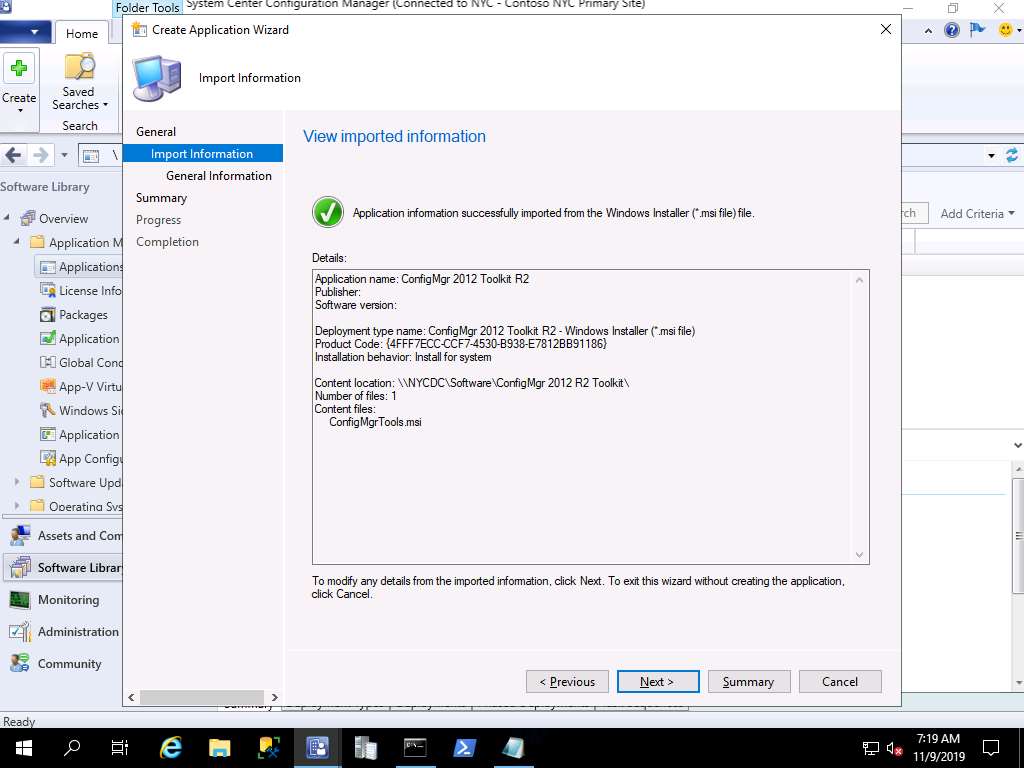 Folder Tools
System Center Configuration Manager (Connected to NYC - Contoso NYC Primary Site)
Home
Create
Saved
Searches
Search
\
Software Library
Overview
Application M
Applications
License Info
Packages
Application
Global Conc
App-V Virtu
Windows Sid
Application
App Configu
Software Upda
Operating Sys
Assets and Com
Software Library
Monitoring
Administration
Community
Ready
Create Application Wizard
Import Information
General
Import Information
General Information
Summary
Progress
Completion
View imported information
Application information successfully imported from the Windows Installer (*.msi file) file.
Details:
Application name: ConfigMgr 2012 Toolkit R2
Publisher:
Software version:
Deployment type name: ConfigMgr 2012 Toolkit R2 - Windows Installer (*.msi file)
Product Code: {4FFF7ECC-CCF7-4530-B938-E7812BB91186}
Installation behavior: Install for system
Content location: \\NYCDC\Software\ConfigMgr 2012 R2 Toolkit\
Number of files: 1
Content files:
ConfigMgrTools.msi
To modify any details from the imported information, click Next. To exit this wizard without creating the application,
click Cancel.
< Previous
Next >
Summary
Cancel
rch
Add Criteria
Summary
7:19 AM
11/9/2019